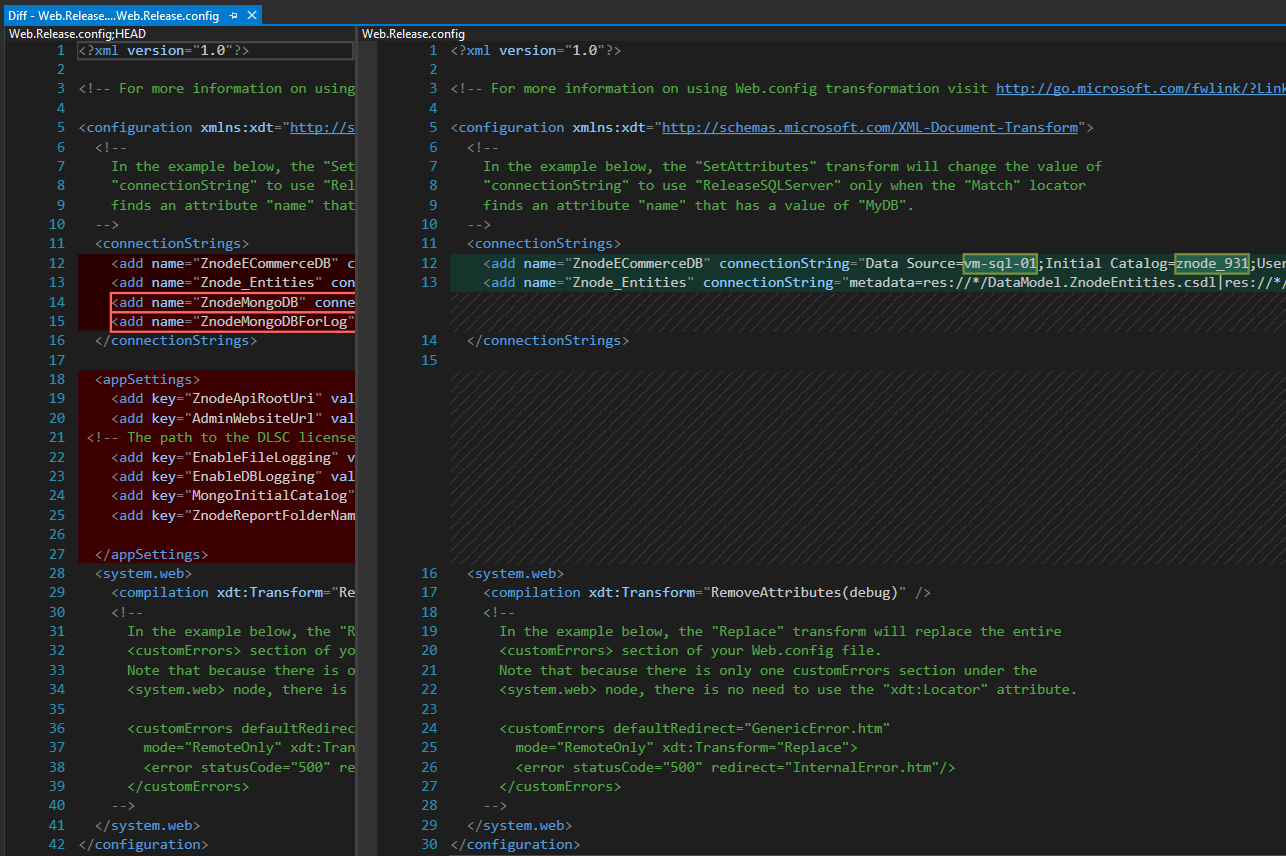 Diff - Web.Release....Web.Release.config
Web.Release.config;HEAD
1 <?xml version="1.0"?>
2
3 <!-- For more information on using
4
5 <configuration xmlns:xdt="http://s
6 <!--
7 In the example below, the "Set
8 "connectionString" to use "Rel
9 finds an attribute "name" that
10 -->
11 <connectionStrings>
12 <add name="ZnodeECommerceDB" c
13 <add name="Znode_Entities" con
14 <add name="ZnodeMongoDB" conne
15 <add name="ZnodeMongoDBForLog"
16 </connectionStrings>
17
18 <appSettings>
19 <add key="ZnodeApiRootUri" val
20 <add key="AdminWebsiteUrl" val
21 <!-- The path to the DLSC license
22 <add key="EnableFileLogging" v
23 <add key="EnableDBLogging" val
24 <add key="MongoInitialCatalog"
25 <add key="ZnodeReportFolderNam
26
27 </appSettings>
28 <system.web>
29 <compilation xdt:Transform="Re
30 <!--
31 In the example below, the "R
32 <customErrors> section of yo
33 Note that because there is o
34 <system.web> node, there is
35
36 <customErrors defaultRedirec
37 mode="RemoteOnly" xdt:Tran
38 <error statusCode="500" re
39 </customErrors>
40 -->
41 </system.web>
42 </configuration>
Web.Release.config
1 <?xml version="1.0"?>
2
3 <!-- For more information on using Web.config transformation visit http://go.microsoft.com/fwlink/?Link
4
5 <configuration xmlns:xdt="http://schemas.microsoft.com/XML-Document-Transform">
6 <!--
7 In the example below, the "SetAttributes" transform will change the value of
8 "connectionString" to use "ReleaseSQLServer" only when the "Match" locator
9 finds an attribute "name" that has a value of "MyDB".
10 -->
11 <connectionStrings>
12 <add name="ZnodeECommerceDB" connectionString="Data Source=vm-sql-01;Initial Catalog=znode_931;User
13 <add name="Znode_Entities" connectionString="metadata=res://*/DataModel.ZnodeEntities.csdl|res://*/
14 </connectionStrings>
15
16 <system.web>
17 <compilation xdt:Transform="RemoveAttributes(debug)" />
18 <!--
19 In the example below, the "Replace" transform will replace the entire
20 <customErrors> section of your Web.config file.
21 Note that because there is only one customErrors section under the
22 <system.web> node, there is no need to use the "xdt:Locator" attribute.
23
24 <customErrors defaultRedirect="GenericError.htm"
25 mode="RemoteOnly" xdt:Transform="Replace">
26 <error statusCode="500" redirect="InternalError.htm"/>
27 </customErrors>
28 -->
29 </system.web>
30 </configuration>